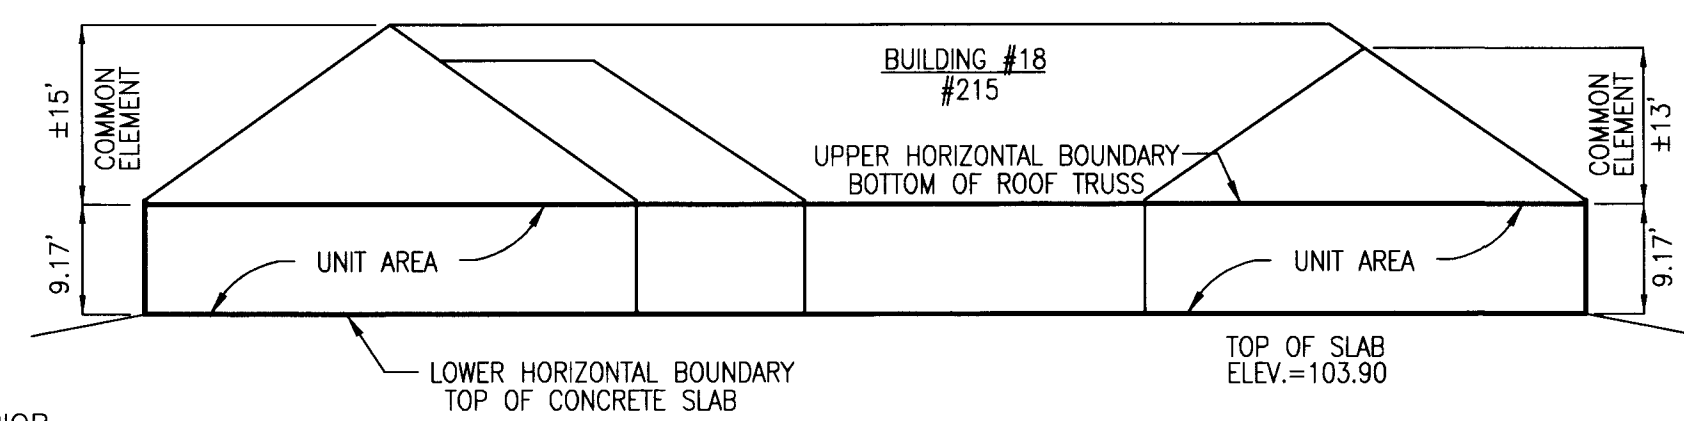 BUILDING #18
#215
±15'
COMMON
ELEMENT
COMMON
ELEMENT
±13'
UPPER HORIZONTAL BOUNDARY
BOTTOM OF ROOF TRUSS
9.17'
UNIT AREA
UNIT AREA
9.17'
LOWER HORIZONTAL BOUNDARY
TOP OF CONCRETE SLAB
TOP OF SLAB
ELEV.=103.90